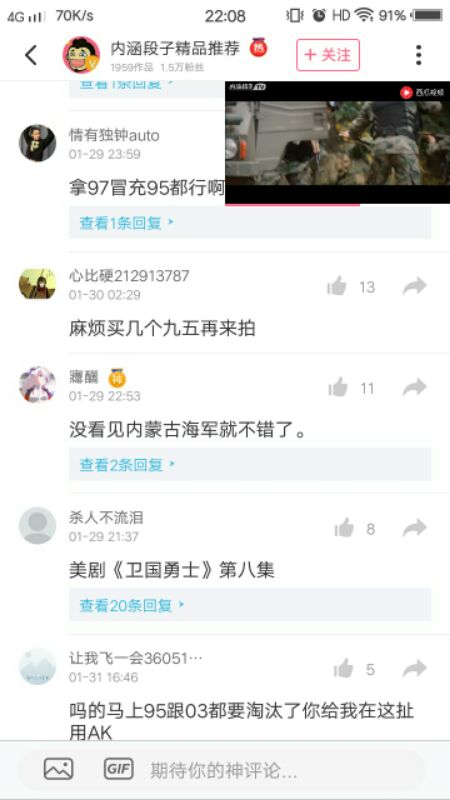 4G 70K/s 22:08 HD 91%
内涵段子精品推荐 热 + 关注
1959作品 1.5万粉丝
查看1条回复
西瓜视频
情有独钟auto
01-29 23:59
拿97冒充95都行啊
查看1条回复
心比硬212913787
01-30 02:29
13
麻烦买几个九五再来拍
神
01-29 22:53
11
没看见内蒙古海军就不错了。
查看2条回复
杀人不流泪
01-29 21:37
8
美剧《卫国勇士》第八集
查看20条回复
让我飞一会36051…
01-31 16:46
5
吗的马上95跟03都要淘汰了你给我在这扯
用AK
GIF 期待你的神评论...